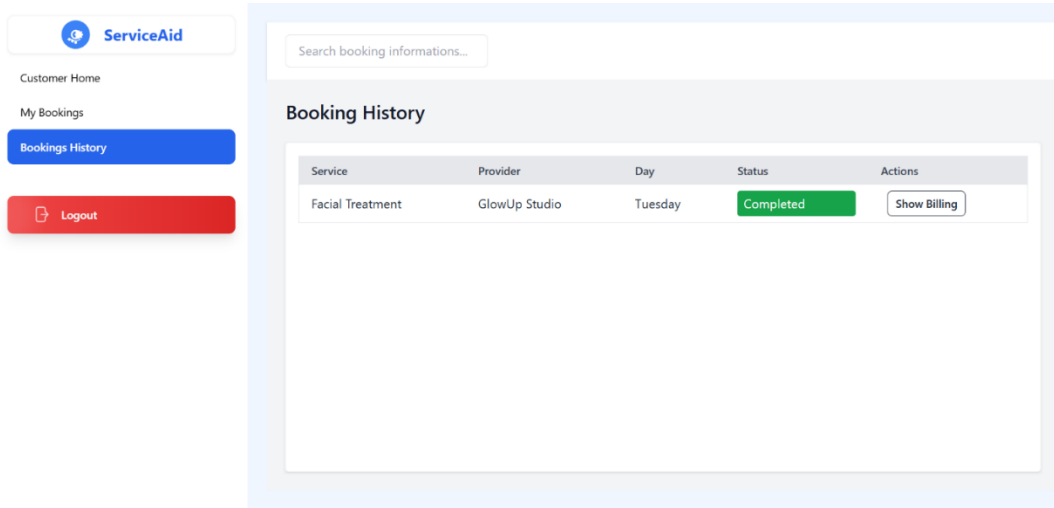 ServiceAid
Customer Home
My Bookings
Bookings History
Logout
Search booking informations...
Booking History
Service Provider Day Status Actions
Facial Treatment GlowUp Studio Tuesday Completed Show Billing